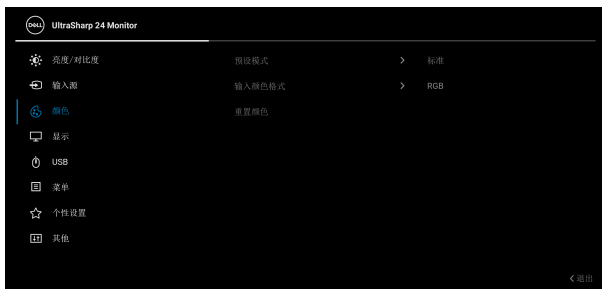 DELL UltraSharp 24 Monitor
亮度/对比度 预设模式 标准
输入源 输入颜色格式 RGB
颜色 重置颜色
显示
USB
菜单
个性设置
其他
退出